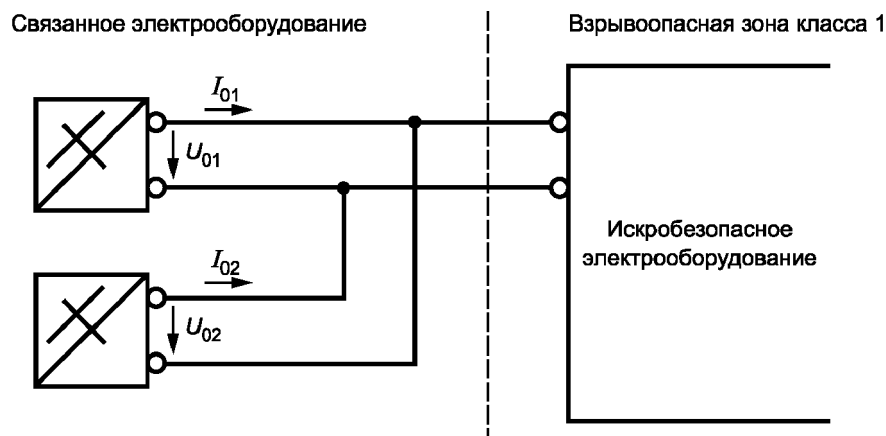 Связанное электрооборудование
Взрывоопасная зона класса 1
I01
U01
I02
U02
Искробезопасное
электрооборудование